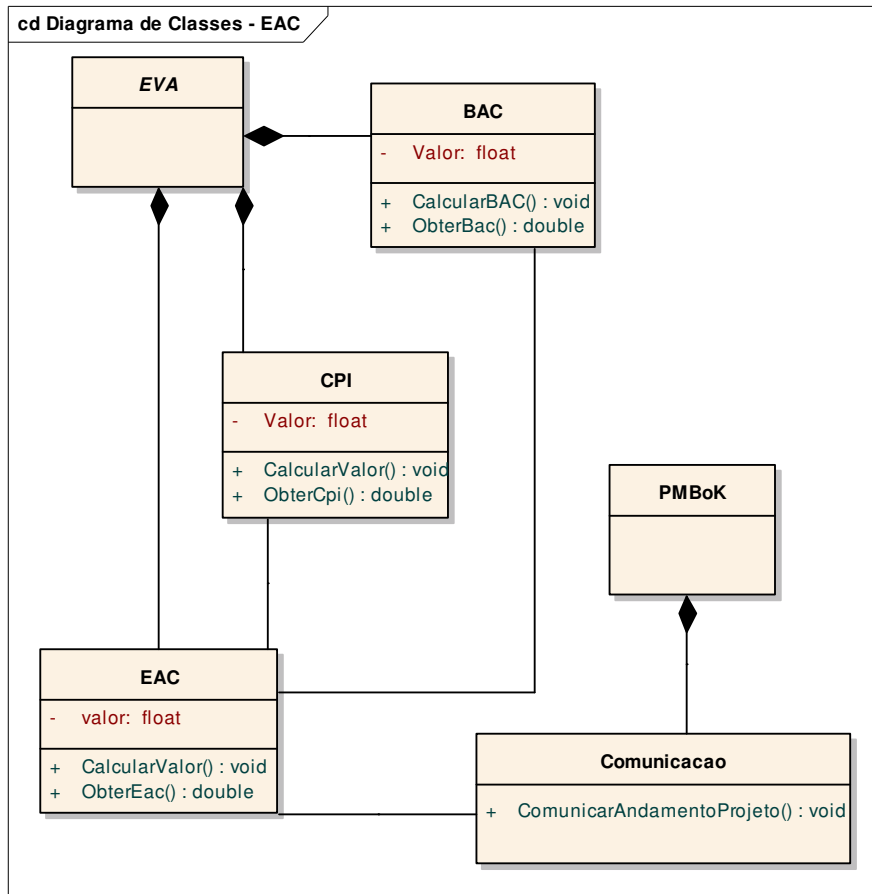 cd Diagrama de Classes - EAC
EVA
BAC
- Valor: float
+ CalcularBAC() : void
+ ObterBac() : double
CPI
- Valor: float
+ CalcularValor() : void
+ ObterCpi() : double
PMBoK
EAC
- valor: float
+ CalcularValor() : void
+ ObterEac() : double
Comunicacao
+ ComunicarAndamentoProjeto() : void